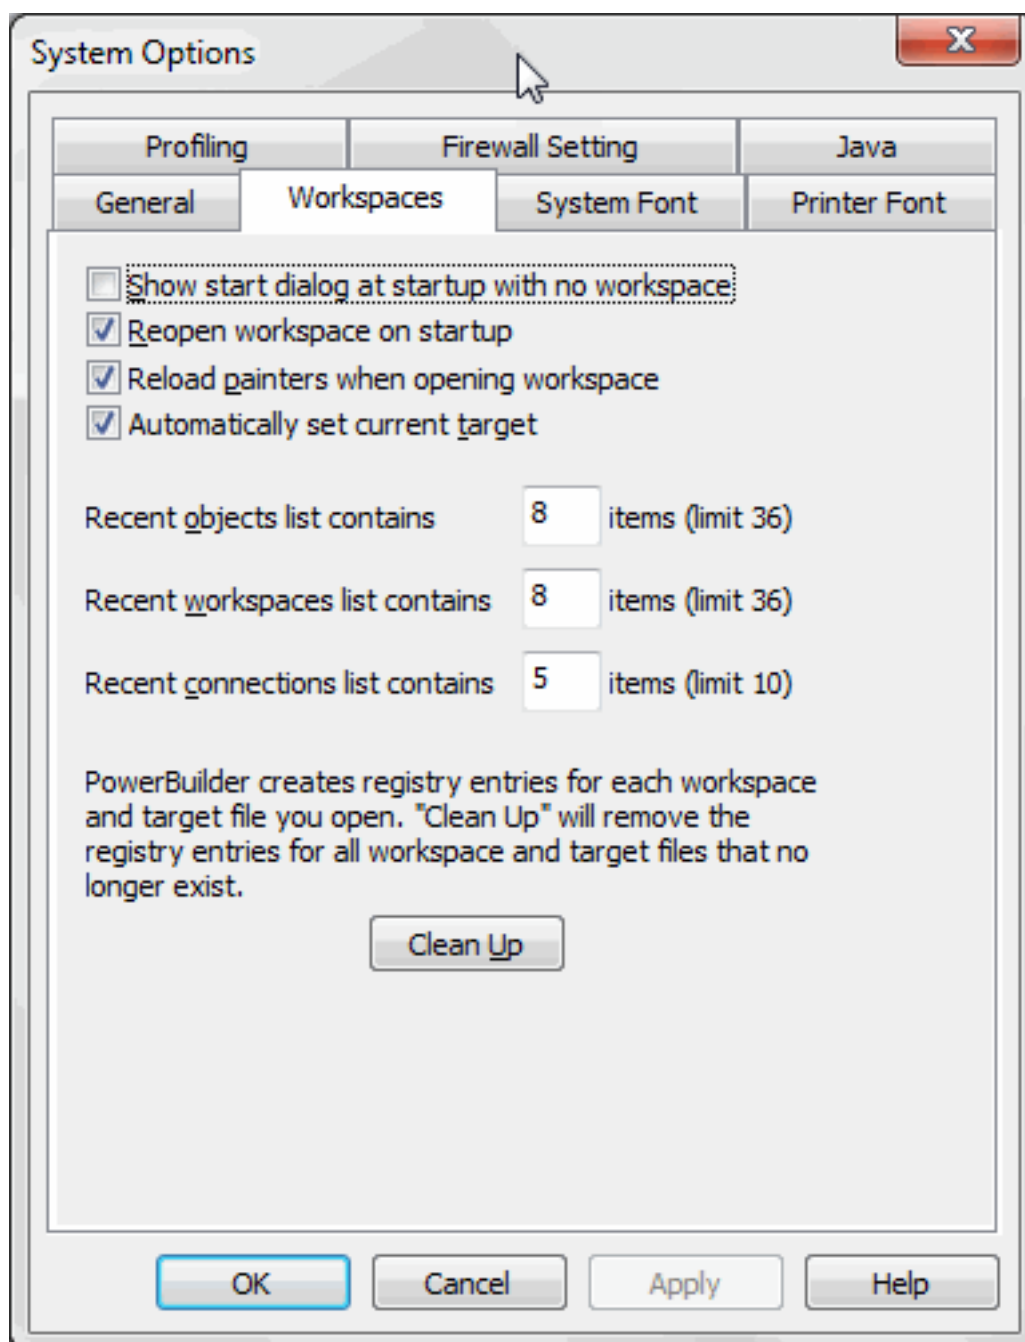 System Options
Profiling Firewall Setting Java
General Workspaces System Font Printer Font
Show start dialog at startup with no workspace
Reopen workspace on startup
Reload painters when opening workspace
Automatically set current target
Recent objects list contains 8 items (limit 36)
Recent workspaces list contains 8 items (limit 36)
Recent connections list contains 5 items (limit 10)
PowerBuilder creates registry entries for each workspace
and target file you open. "Clean Up" will remove the
registry entries for all workspace and target files that no
longer exist.
Clean Up
OK Cancel Apply Help